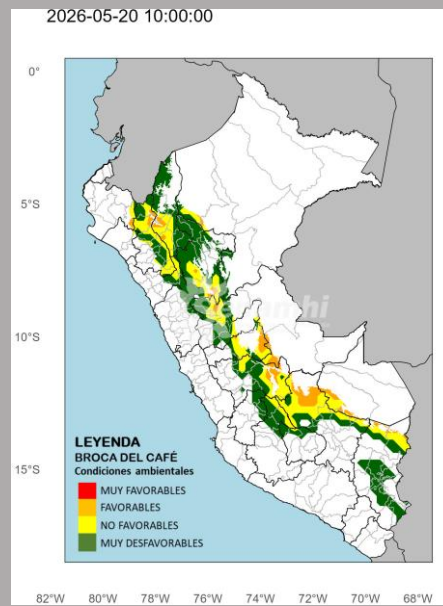 2026-05-20 10:00:00
0°
5°S
10°S
15°S
senamhi
LEYENDA
BROCA DEL CAFÉ
Condiciones ambientales
MUY FAVORABLES
FAVORABLES
NO FAVORABLES
MUY DESFAVORABLES
82°W 80°W 78°W 76°W 74°W 72°W 70°W 68°W